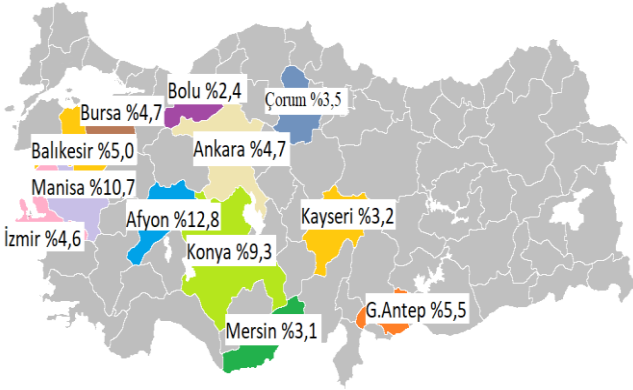 Bolu %2,4
Çorum %3,5
Bursa %4,7
Ankara %4,7
Balıkesir %5,0
Manisa %10,7
Afyon %12,8
Kayseri %3,2
İzmir %4,6
Konya %9,3
G.Antep %5,5
Mersin %3,1